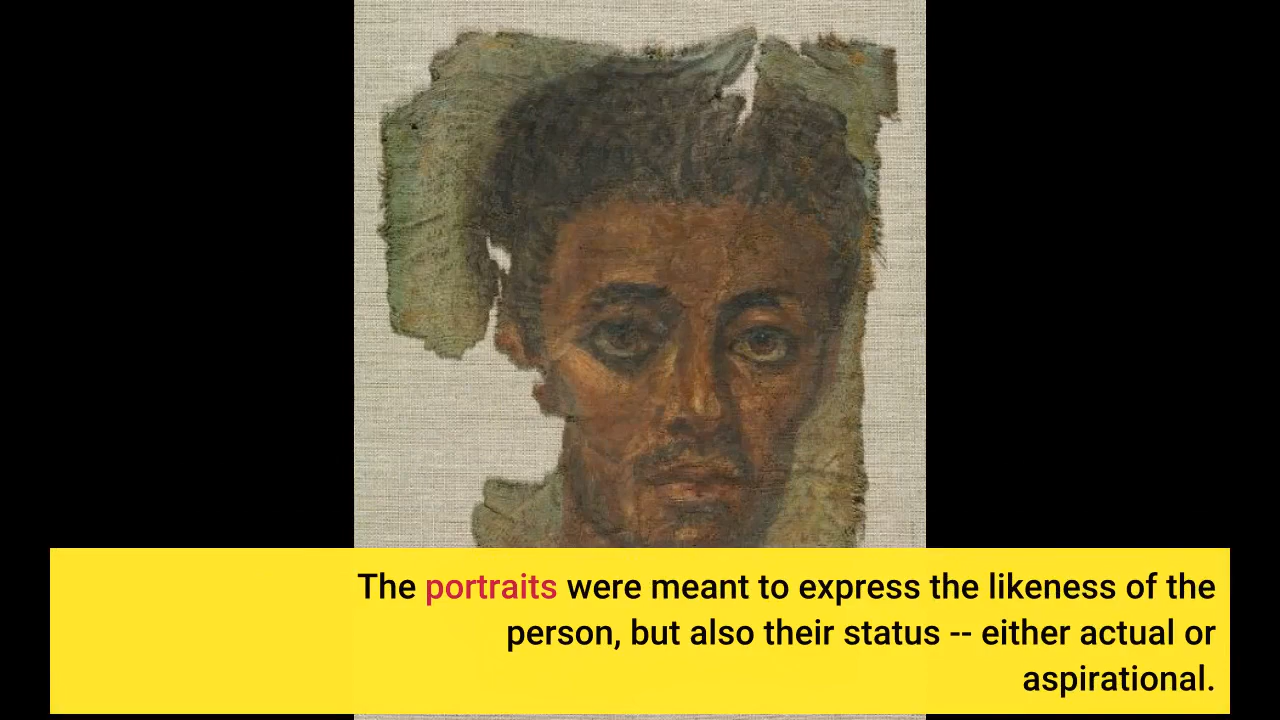 The portraits were meant to express the likeness of the
person, but also their status -- either actual or
aspirational.